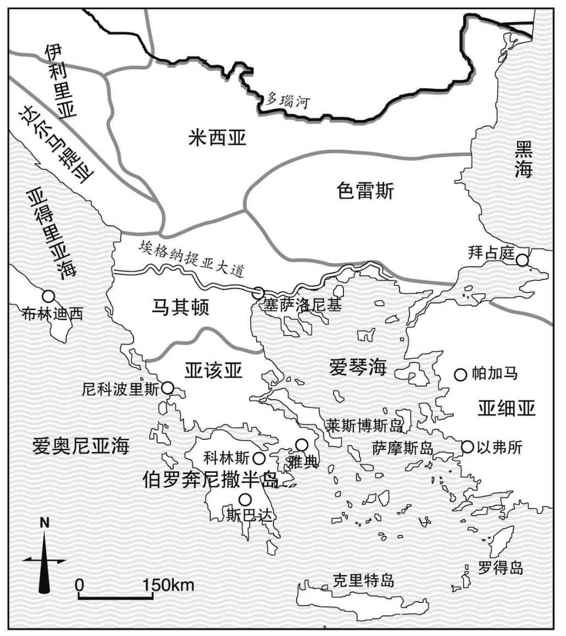 伊利里亚
达尔马提亚
多瑙河
米西亚
黑海
色雷斯
亚得里亚海
埃格纳提亚大道
拜占庭
布林迪西
马其顿
塞萨洛尼基
爱琴海
亚该亚
帕加马
尼科波里斯
亚细亚
莱斯博斯岛
爱奥尼亚海
科林斯
雅典
萨摩斯岛
以弗所
伯罗奔尼撒半岛
斯巴达
N
罗得岛
克里特岛
0 150km